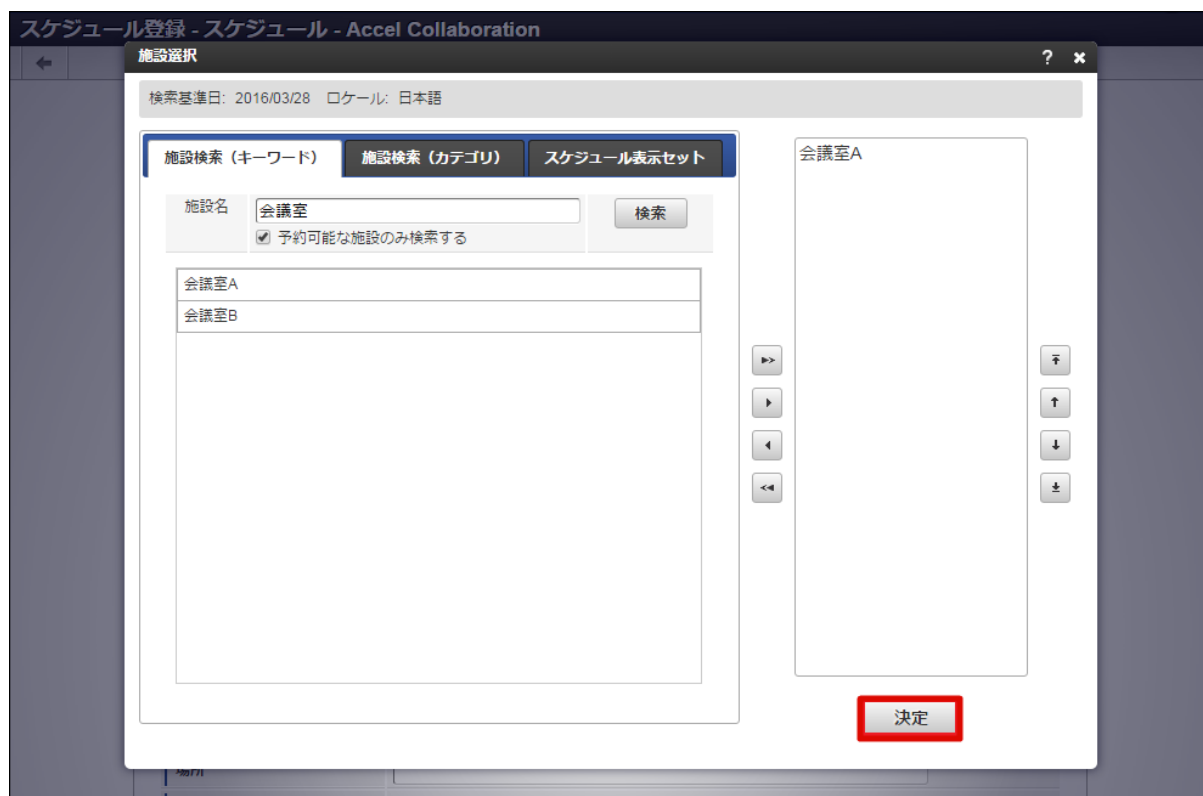 スケジュール登録 - スケジュール - Accel Collaboration
施設選択
検索基準日: 2016/03/28 ロケール: 日本語
施設検索（キーワード） 施設検索（カテゴリ） スケジュール表示セット
施設名 会議室 検索
予約可能な施設のみ検索する
会議室A
会議室B
会議室A
決定
場所